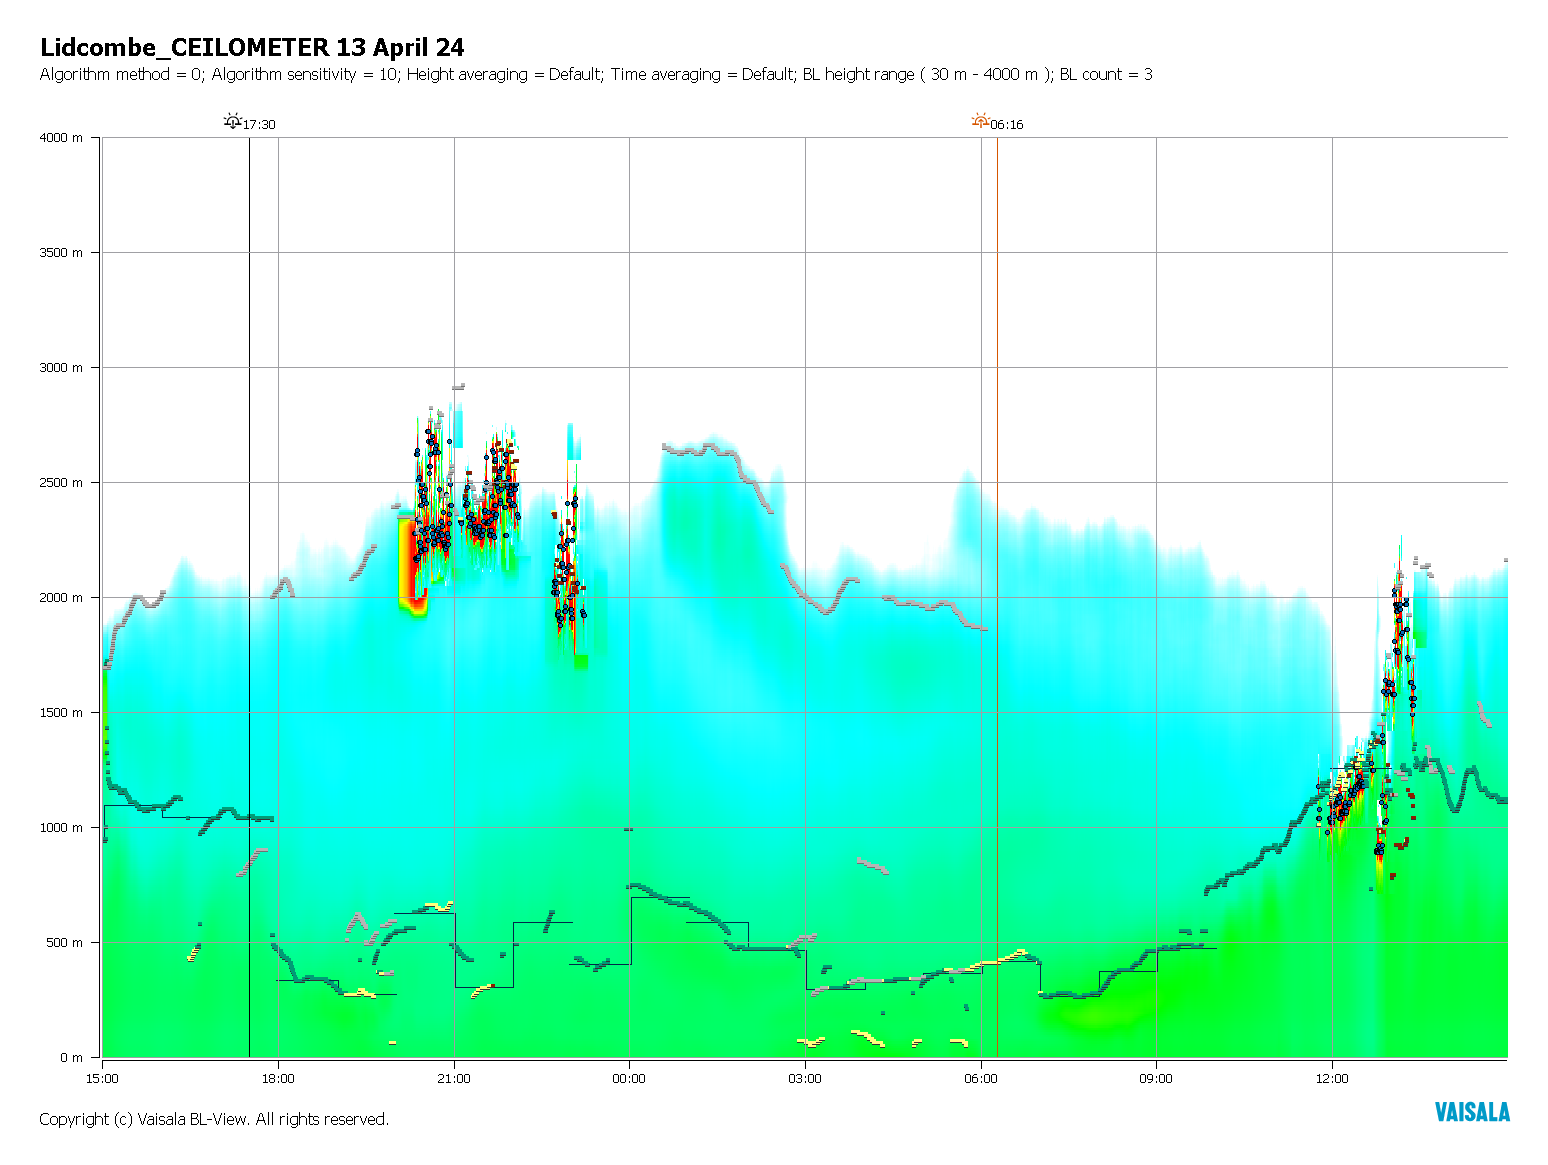 Lidcombe_CEILOMETER 13 April 24
Algorithm method = 0; Algorithm sensitivity = 10; Height averaging = Default; Time averaging = Default; BL height range ( 30 m - 4000 m ); BL count = 3
17:30
06:16
4000 m
3500 m
3000 m
2500 m
2000 m
1500 m
1000 m
500 m
0 m
15:00
18:00
21:00
00:00
03:00
06:00
09:00
12:00
Copyright (c) Vaisala BL-View. All rights reserved.
VAISALA